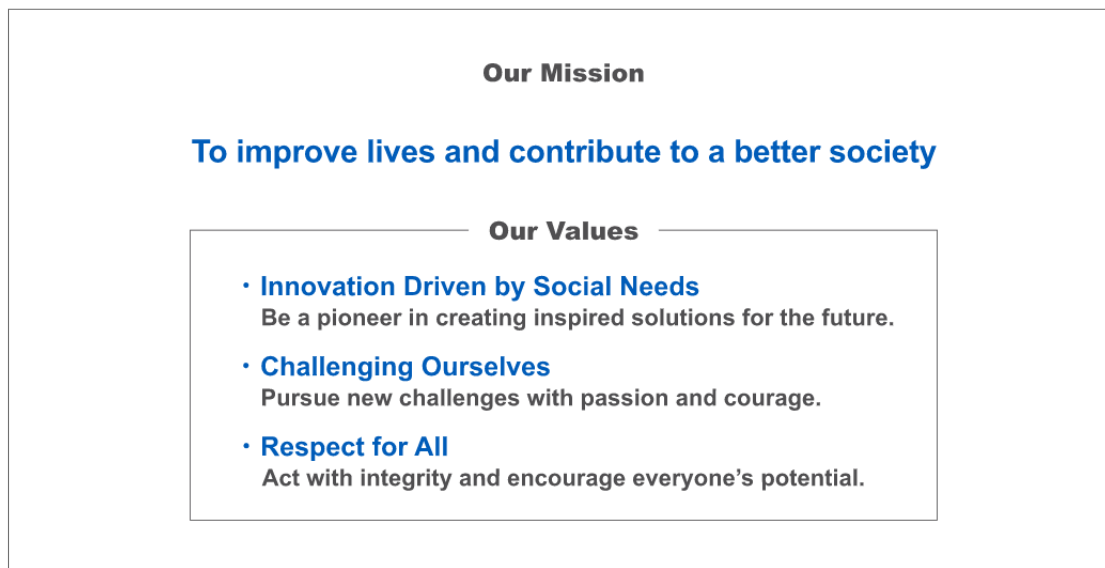 Our Mission
To improve lives and contribute to a better society
Our Values
・Innovation Driven by Social Needs
Be a pioneer in creating inspired solutions for the future.
・Challenging Ourselves
Pursue new challenges with passion and courage.
・Respect for All
Act with integrity and encourage everyone’s potential.